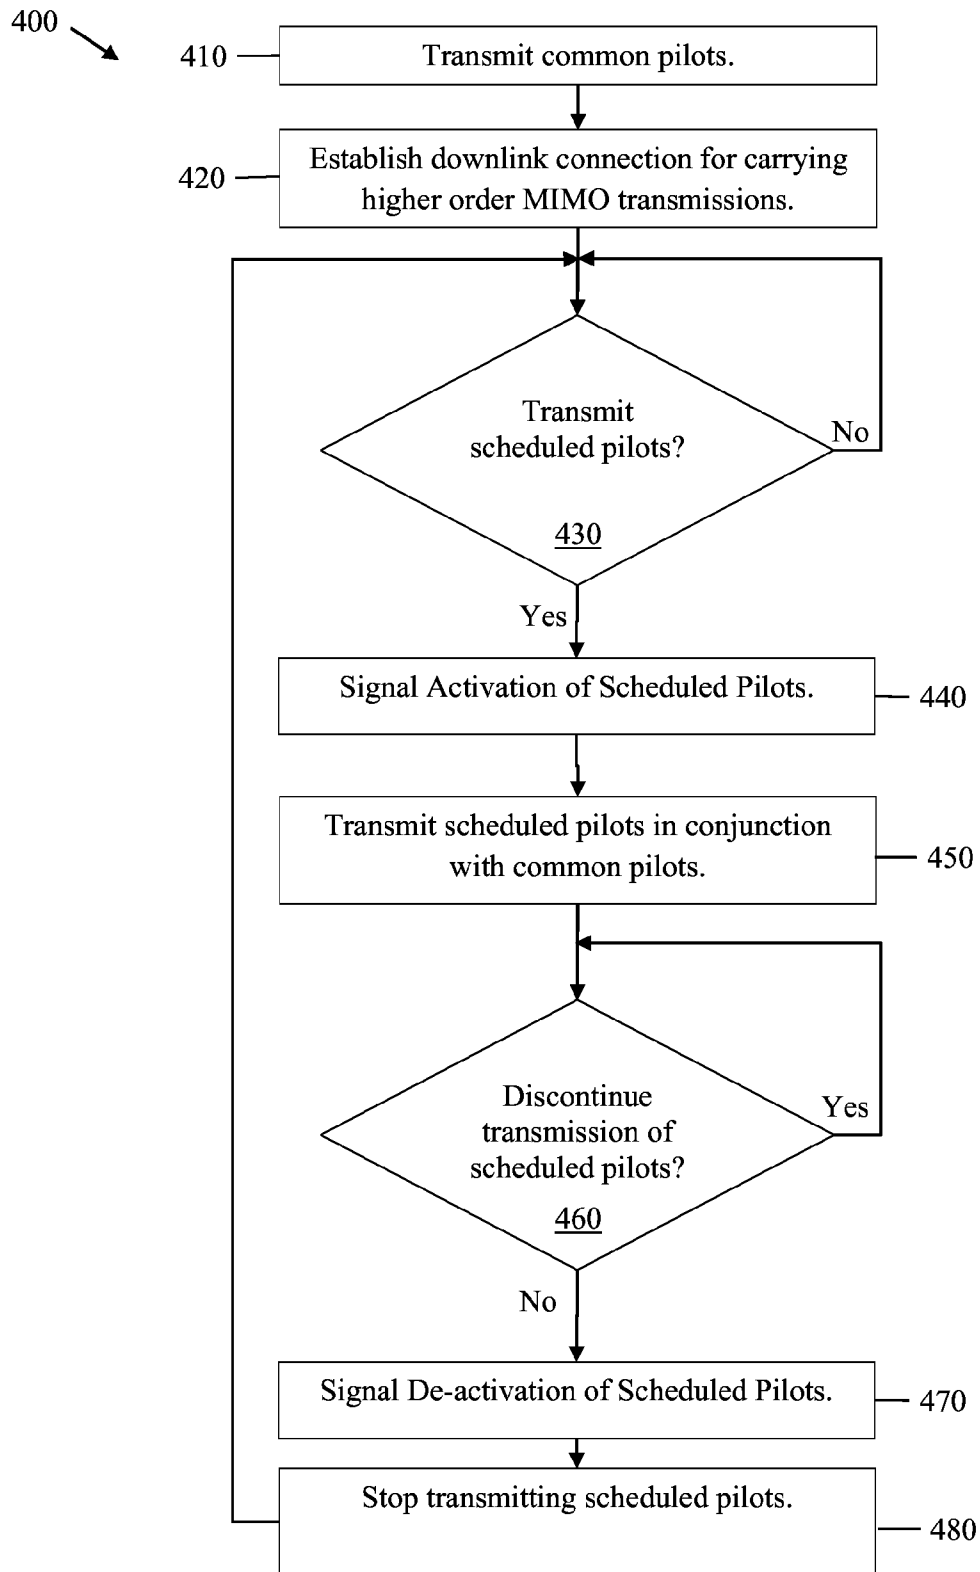 400
410
Transmit common pilots.
420
Establish downlink connection for carrying
higher order MIMO transmissions.
Transmit
scheduled pilots?
No
430
Yes
Signal Activation of Scheduled Pilots.
440
Transmit scheduled pilots in conjunction
with common pilots.
450
Discontinue
transmission of
scheduled pilots?
Yes
460
No
Signal De-activation of Scheduled Pilots.
470
Stop transmitting scheduled pilots.
480